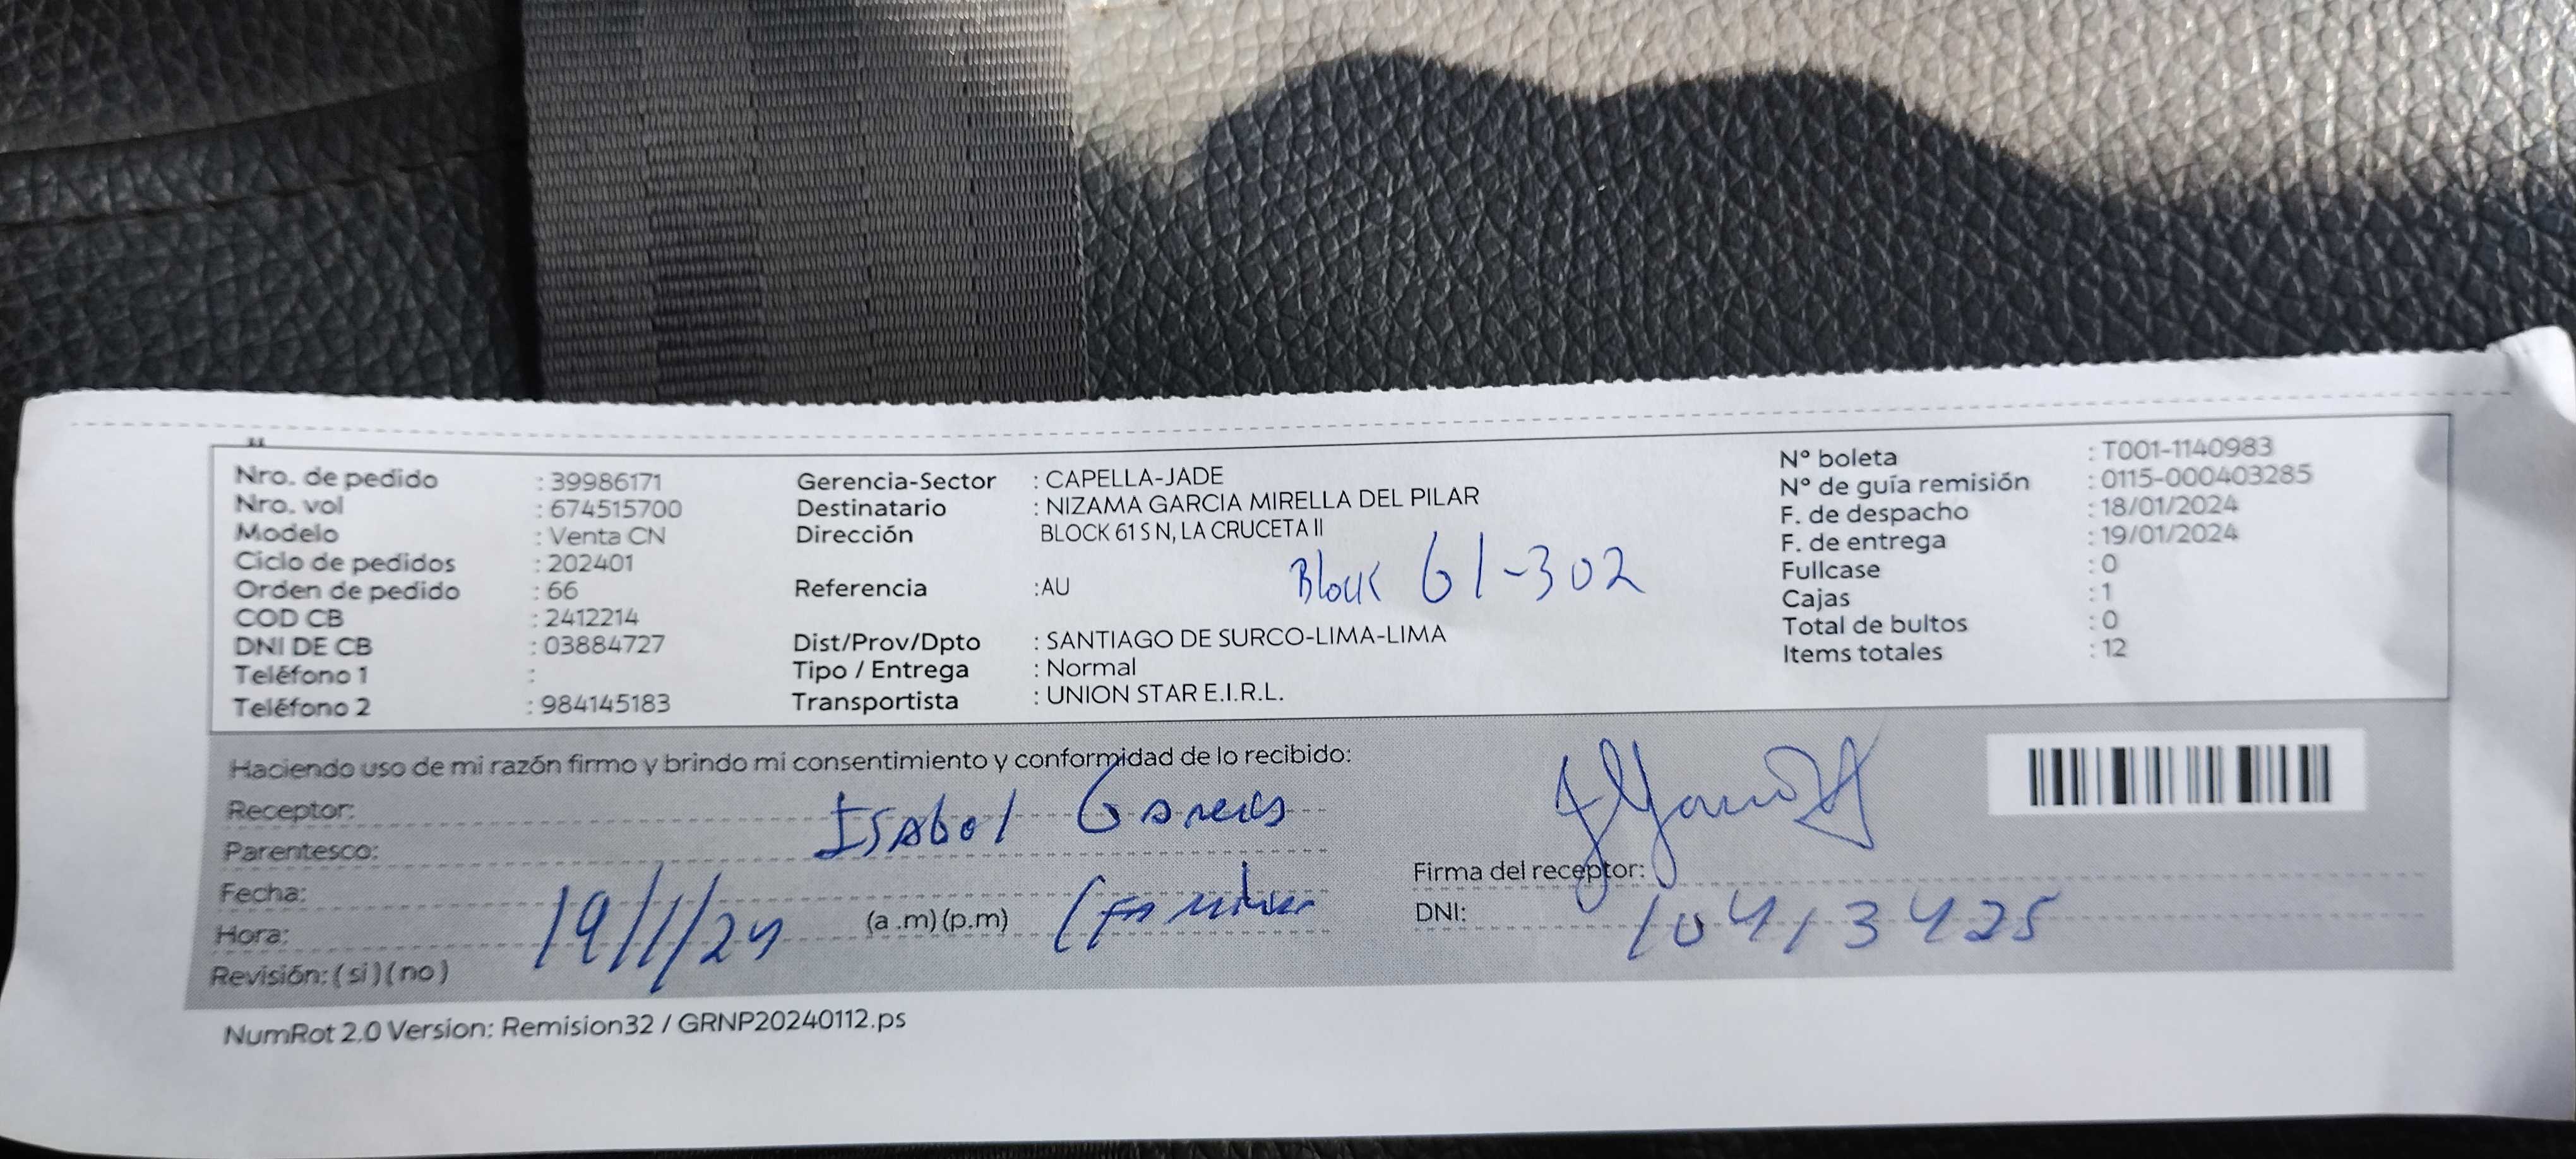 Nro. de pedido : 39986171
Nro. vol : 674515700
Modelo : Venta CN
Ciclo de pedidos : 202401
Orden de pedido : 66
COD CB : 2412214
DNI DE CB : 03884727
Teléfono 1 :
Teléfono 2 : 984145183
Gerencia-Sector : CAPELLA-JADE
Destinatario : NIZAMA GARCIA MIRELLA DEL PILAR
Dirección BLOCK 61 S N, LA CRUCETA II
Block 61-302
Referencia :AU
Dist/Prov/Dpto : SANTIAGO DE SURCO-LIMA-LIMA
Tipo / Entrega : Normal
Transportista : UNION STAR E.I.R.L.
N° boleta : T001-1140983
N° de guía remisión : 0115-000403285
F. de despacho : 18/01/2024
F. de entrega : 19/01/2024
Fullcase : 0
Cajas : 1
Total de bultos : 0
Items totales : 12
Haciendo uso de mi razón firmo y brindo mi consentimiento y conformidad de lo recibido:
Receptor: Isabel
Parentesco:
Fecha: 19/1/24
Hora: (a .m) (p.m)
Revisión: ( si ) ( no )
Firma del receptor:
DNI: 10413425
NumRot 2.0 Version: Remision32 / GRNP20240112.ps